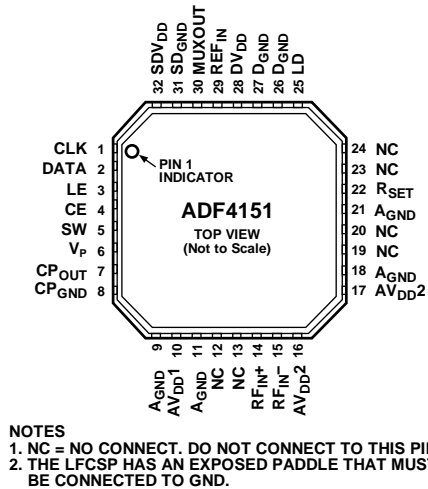 32 SDVDD
31 SDGND
30 MUXOUT
29 REFIN
28 DVDD
27 DGND
26 DGND
25 LD
CLK 1
DATA 2
LE 3
CE 4
SW 5
VP 6
CPOUT 7
CPGND 8
PIN 1
INDICATOR
ADF4151
TOP VIEW
(Not to Scale)
24 NC
23 NC
22 RSET
21 AGND
20 NC
19 NC
18 AGND
17 AVDD2
AGND 9
AVDD1 10
AGND 11
NC 12
NC 13
RFIN+ 14
RFIN– 15
AVDD2 16
NOTES
1. NC = NO CONNECT. DO NOT CONNECT TO THIS
2. THE LFCSP HAS AN EXPOSED PADDLE THAT MUST
BE CONNECTED TO GND.